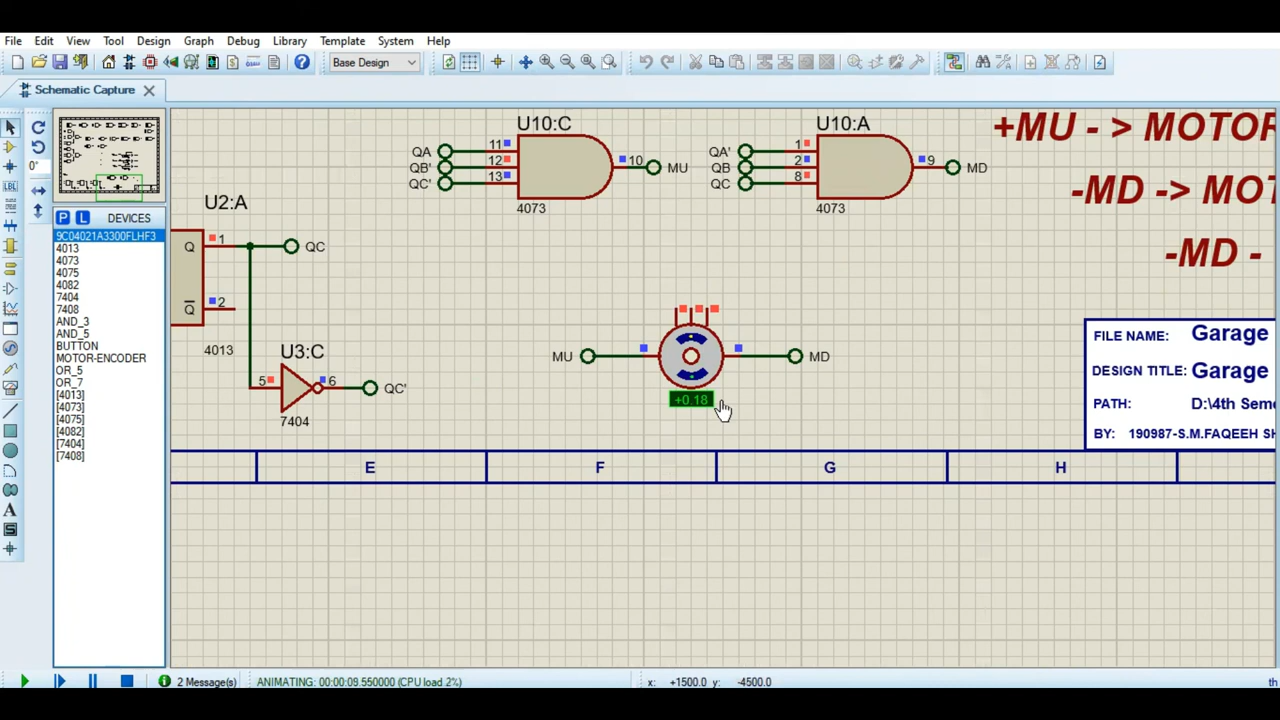 File Edit View Tool Design Graph Debug Library Template System Help
Base Design
Schematic Capture
0°
LBL
P L DEVICES
9C04021A3300FLHF3
4013
4073
4075
4082
7404
7408
AND_3
AND_5
BUTTON
MOTOR-ENCODER
OR_5
OR_7
[4013]
[4073]
[4075]
[4082]
[7404]
[7408]
U10:C
QA 11
QB' 12
QC' 13
10 MU
4073
U10:A
QA' 1
QB 2
QC 8
9 MD
4073
+MU - > MOTOR
-MD -> MOT
-MD -
U2:A
Q 1 QC
Q 2
4013
U3:C
5 6 QC'
7404
MU MD
+0.18
FILE NAME: Garage
DESIGN TITLE: Garage
PATH: D:\4th Seme
BY: 190987-S.M.FAQEEH SH
E F G H
2 Message(s) ANIMATING: 00:00:09.550000 (CPU load 2%) x: +1500.0 y: -4500.0 th